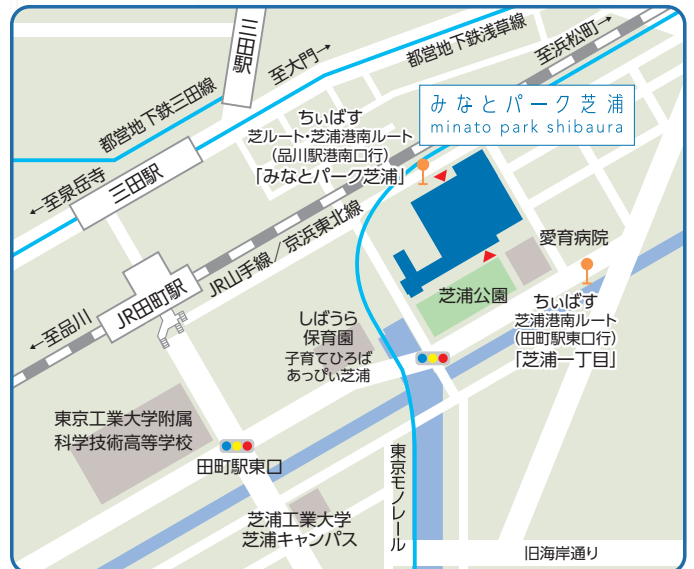 三田駅
至大門→
都営地下鉄浅草線
至浜松町→
都営地下鉄三田線
みなとパーク芝浦
minato park shibaura
ちぃばす
芝ルート・芝浦港南ルート
(品川駅港南口行)
「みなとパーク芝浦」
←至泉岳寺
三田駅
JR山手線/京浜東北線
愛育病院
JR田町駅
←至品川
芝浦公園
ちぃばす
芝浦港南ルート
(田町駅東口行)
「芝浦一丁目」
しばうら
保育園
子育てひろば
あっぴぃ芝浦
東京工業大学附属
科学技術高等学校
田町駅東口
東京モノレール
芝浦工業大学
芝浦キャンパス
旧海岸通り